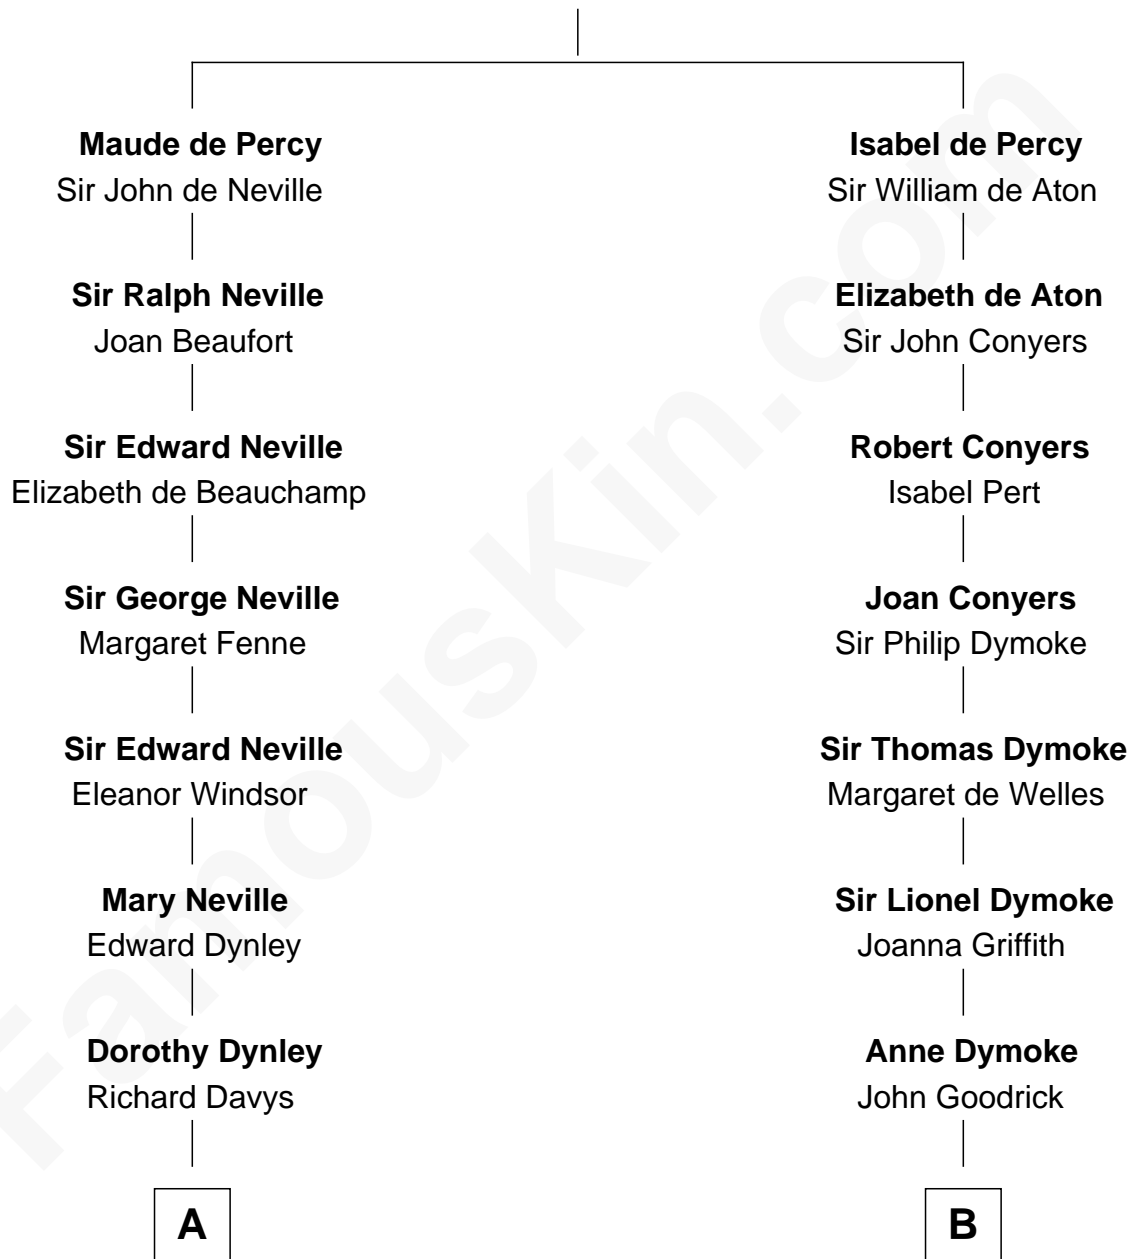 Maude de Percy
Sir John de Neville
Sir Ralph Neville
Joan Beaufort
Sir Edward Neville
Elizabeth de Beauchamp
Sir George Neville
Margaret Fenne
Sir Edward Neville
Eleanor Windsor
Mary Neville
Edward Dynley
Dorothy Dynley
Richard Davys
A
Isabel de Percy
Sir William de Aton
Elizabeth de Aton
Sir John Conyers
Robert Conyers
Isabel Pert
Joan Conyers
Sir Philip Dymoke
Sir Thomas Dymoke
Margaret de Welles
Sir Lionel Dymoke
Joanna Griffith
Anne Dymoke
John Goodrick
B
FamousKin.com